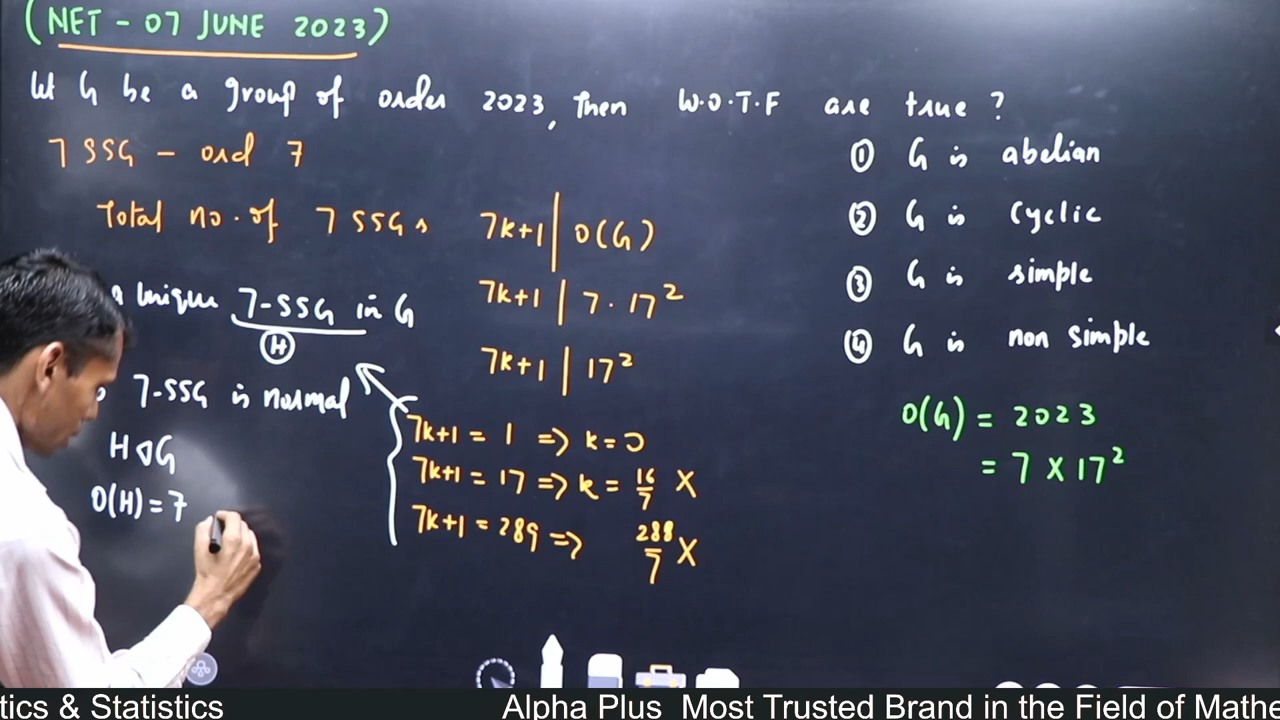 (NET - 07 JUNE 2023)
Let G be a group of order 2023, Then W.O.T.F are true ?
7 SSG - ord 7
Total no. of 7 SSGs
7k+1 | O(G)
7k+1 | 7 . 17²
7k+1 | 17²
unique 7-SSG in G
H
7-SSG is normal
H ⊲ G
O(H) = 7
7k+1 = 1 => k = 0
7k+1 = 17 => k = 16/7 X
7k+1 = 289 => 288/7 X
① G is abelian
② G is cyclic
③ G is simple
④ G is non simple
O(G) = 2023
= 7 X 17²
tics & Statistics Alpha Plus Most Trusted Brand in the Field of Mathe